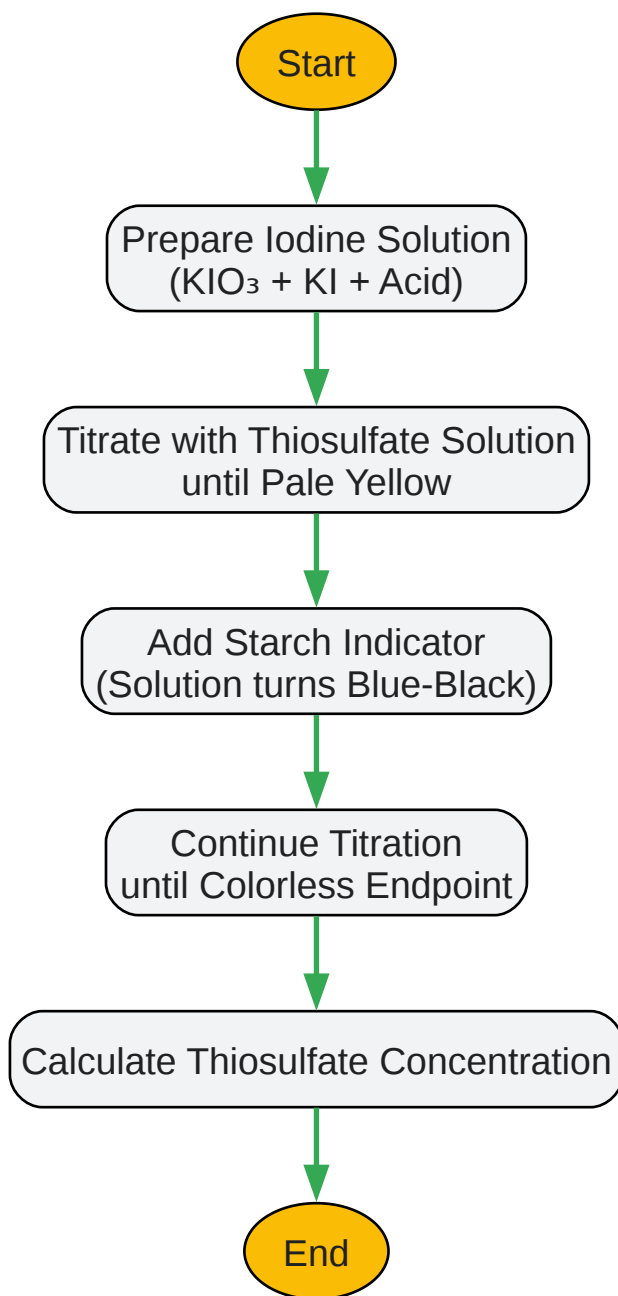 Start
Prepare Iodine Solution
(KIO₃ + KI + Acid)
Titrate with Thiosulfate Solution
until Pale Yellow
Add Starch Indicator
(Solution turns Blue-Black)
Continue Titration
until Colorless Endpoint
Calculate Thiosulfate Concentration
End